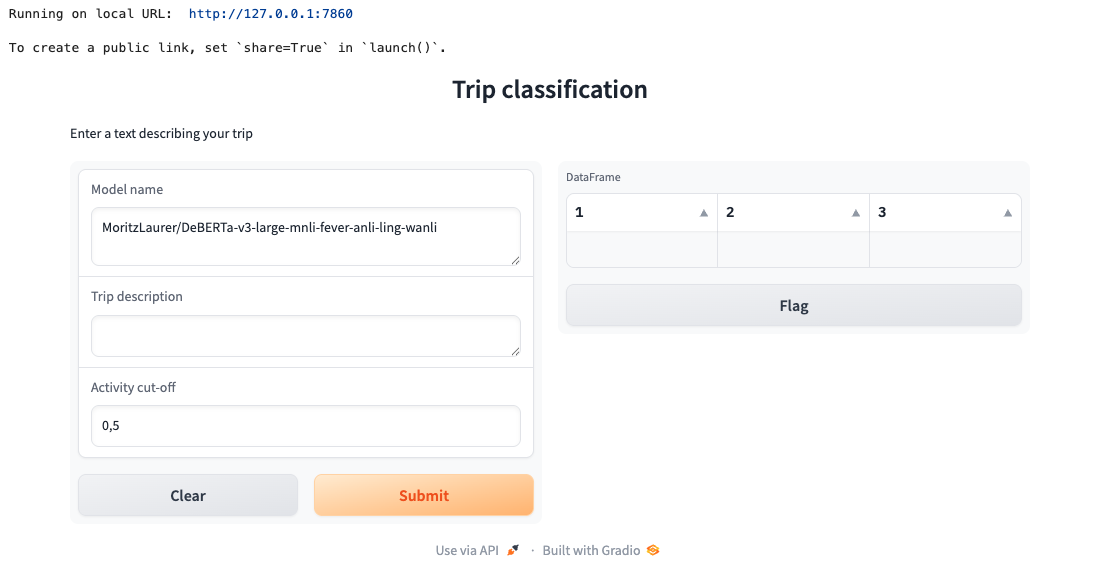 Running on local URL:  http://127.0.0.1:7860
To create a public link, set `share=True` in `launch()`.
Trip classification
Enter a text describing your trip
Model name
MoritzLaurer/DeBERTa-v3-large-mnli-fever-anli-ling-wanli
Trip description
Activity cut-off
0,5
Clear
Submit
DataFrame
1 ▲ 2 ▲ 3 ▲
Flag
Use via API 🚀 · Built with Gradio